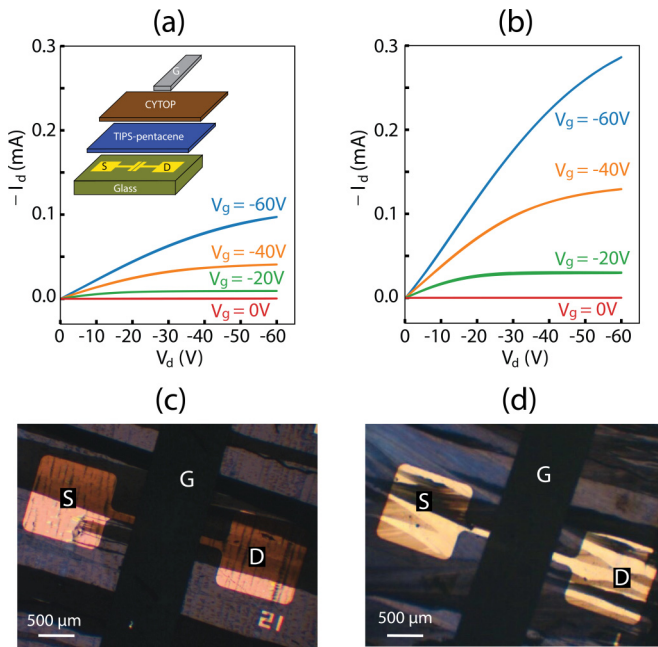 (a)
(b)
0.3
0.2
0.1
0.0
− I_d (mA)
G
CYTOP
TIPS-pentacene
S
D
Glass
V_g = -60V
V_g = -40V
V_g = -20V
V_g = 0V
0
-10
-20
-30
-40
-50
-60
V_d (V)
0.3
0.2
0.1
0.0
− I_d (mA)
V_g = -60V
V_g = -40V
V_g = -20V
V_g = 0V
0
-10
-20
-30
-40
-50
-60
V_d (V)
(c)
(d)
S
G
D
21
500 μm
S
G
D
500 μm